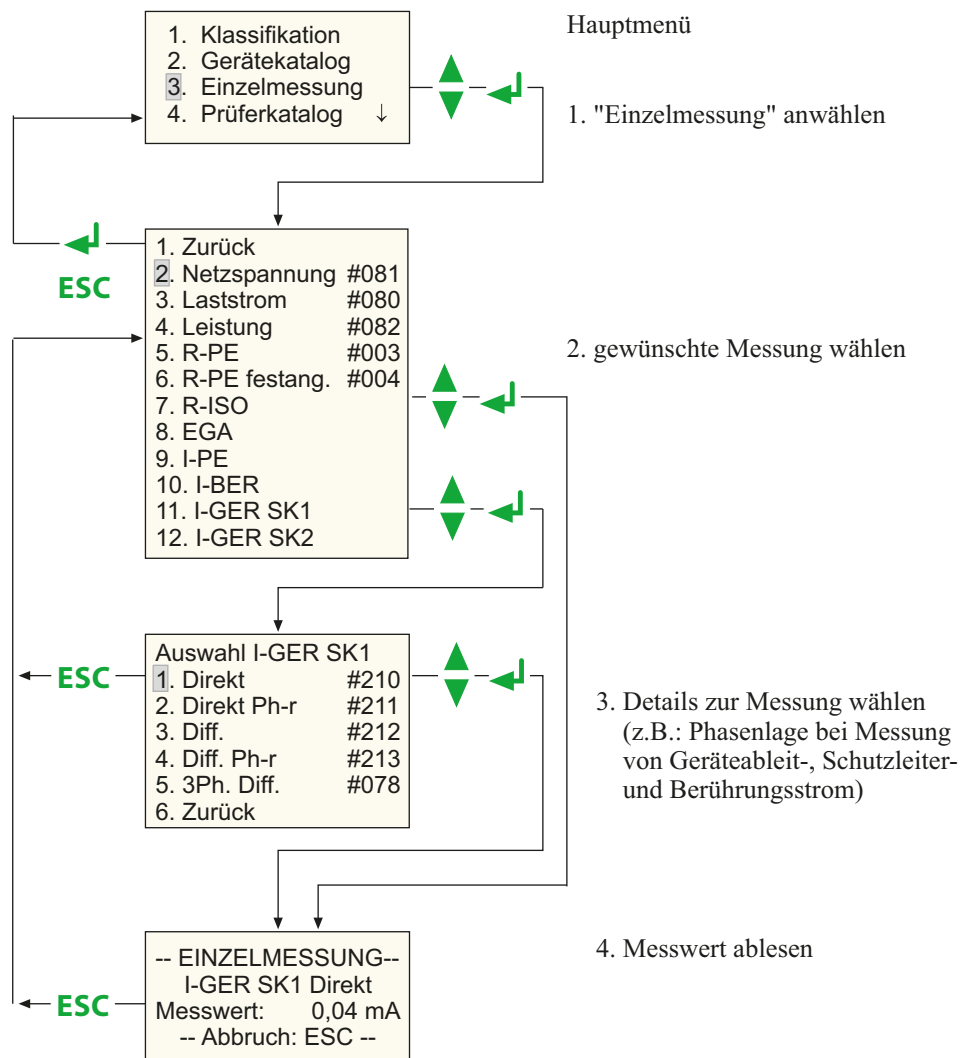 Hauptmenü
1. Klassifikation
2. Gerätekatalog
3. Einzelmessung
4. Prüferkatalog ↓
1. "Einzelmessung" anwählen
ESC
1. Zurück
2. Netzspannung #081
3. Laststrom #080
4. Leistung #082
5. R-PE #003
6. R-PE festang. #004
7. R-ISO
8. EGA
9. I-PE
10. I-BER
11. I-GER SK1
12. I-GER SK2
2. gewünschte Messung wählen
ESC
Auswahl I-GER SK1
1. Direkt #210
2. Direkt Ph-r #211
3. Diff. #212
4. Diff. Ph-r #213
5. 3Ph. Diff. #078
6. Zurück
3. Details zur Messung wählen
(z.B.: Phasenlage bei Messung
von Geräteableit-, Schutzleiter-
und Berührungsstrom)
ESC
-- EINZELMESSUNG--
I-GER SK1 Direkt
Messwert: 0,04 mA
-- Abbruch: ESC --
4. Messwert ablesen